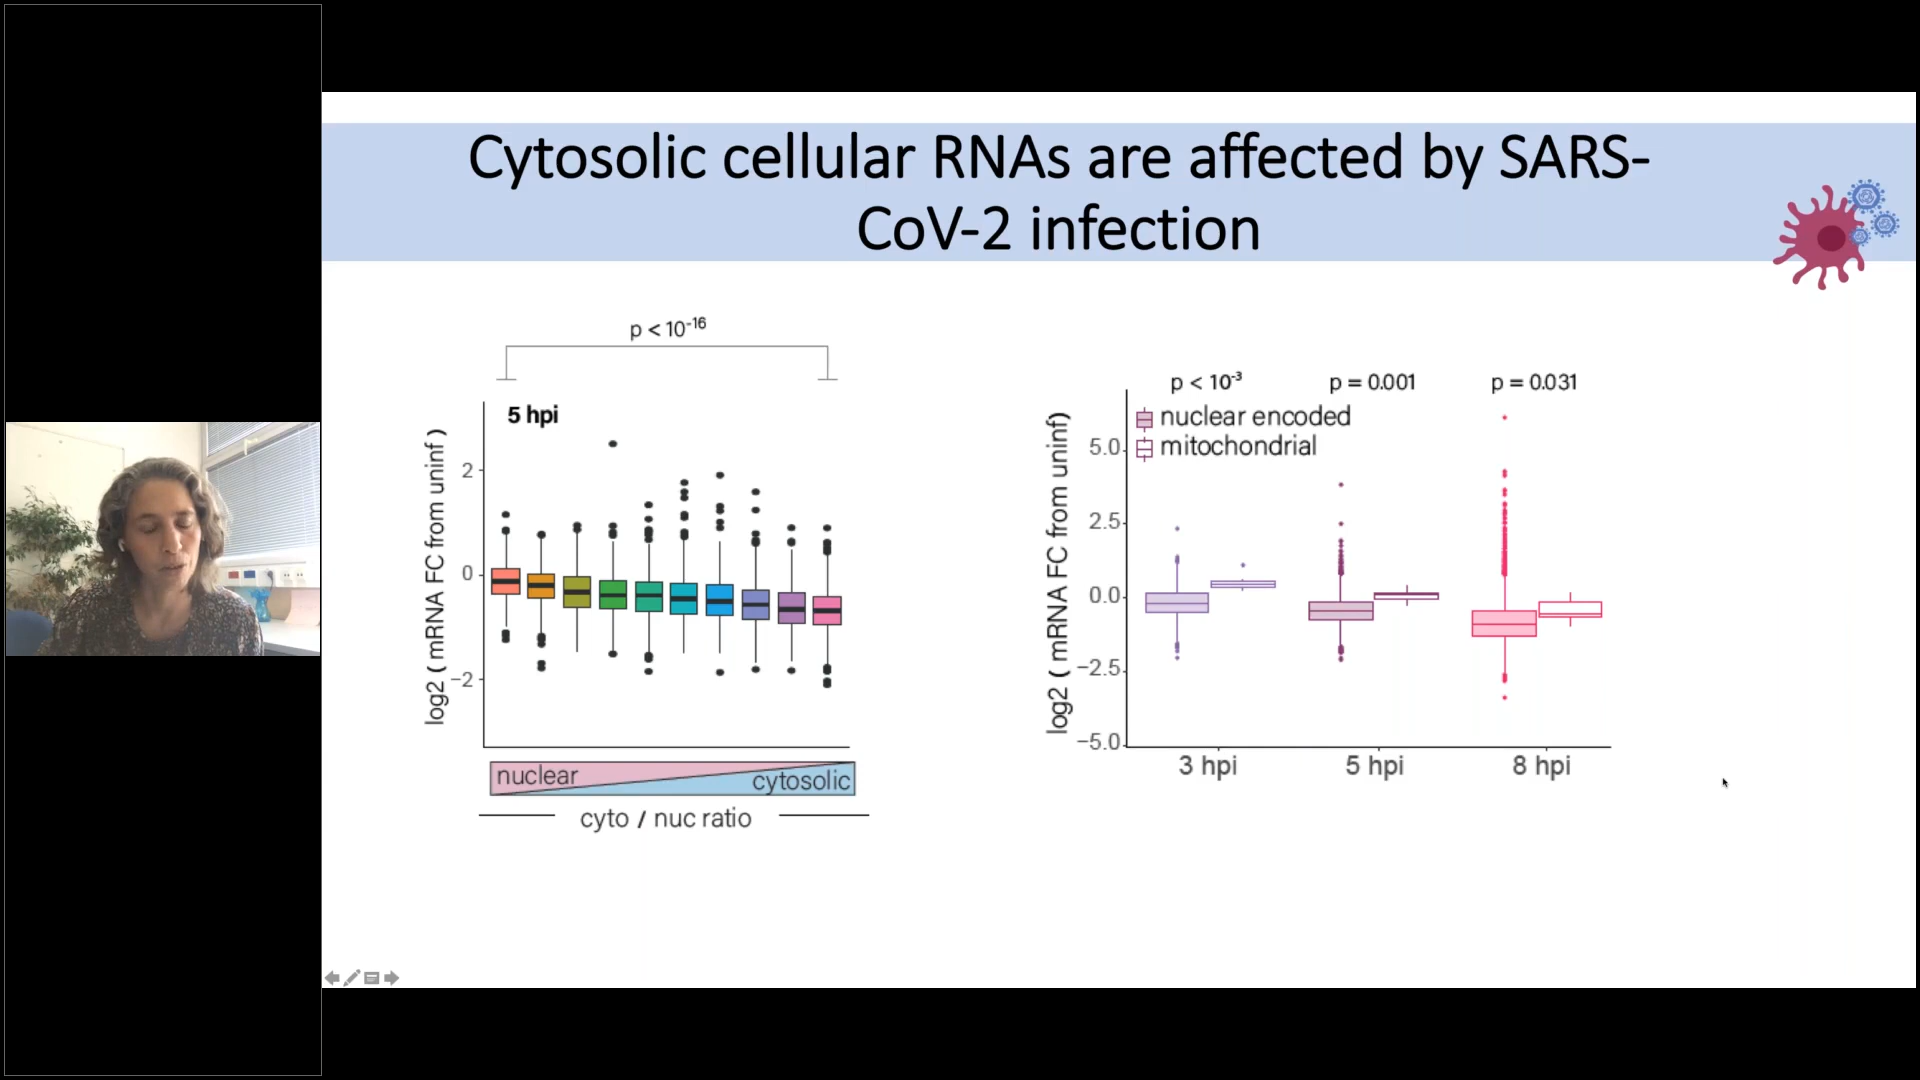 Cytosolic cellular RNAs are affected by SARS-
CoV-2 infection
p < 10⁻¹⁶
5 hpi
log2 ( mRNA FC from uninf )
2
0
−2
nuclear
cytosolic
cyto / nuc ratio
p < 10⁻³
p = 0.001
p = 0.031
nuclear encoded
mitochondrial
log2 ( mRNA FC from uninf)
5.0
2.5
0.0
−2.5
−5.0
3 hpi
5 hpi
8 hpi